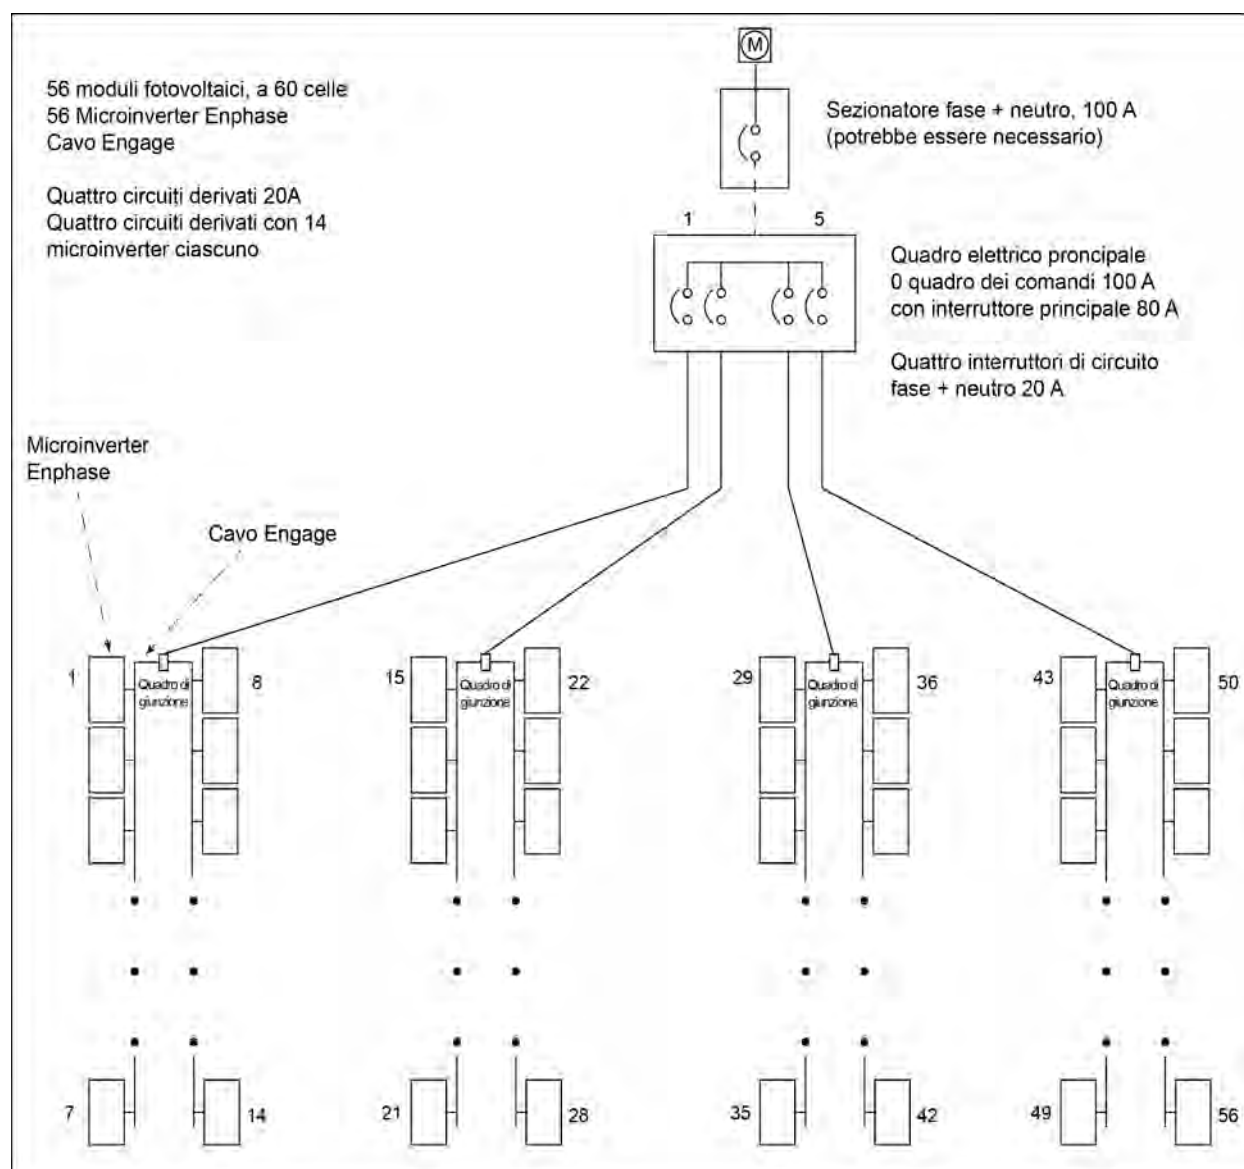 M
56 moduli fotovoltaici, a 60 celle
56 Microinverter Enphase
Cavo Engage
Quattro circuiti derivati 20A
Quattro circuiti derivati con 14
microinverter ciascuno
Sezionatore fase + neutro, 100 A
(potrebbe essere necessario)
1 5
Quadro elettrico proncipale
0 quadro dei comandi 100 A
con interruttore principale 80 A
Quattro interruttori di circuito
fase + neutro 20 A
Microinverter
Enphase
Cavo Engage
1 Quadro di 8 15 Quadro di 22 29 Quadro di 36 43 Quadro di 50
giunzione giunzione giunzione giunzione
7 14 21 28 35 42 49 56